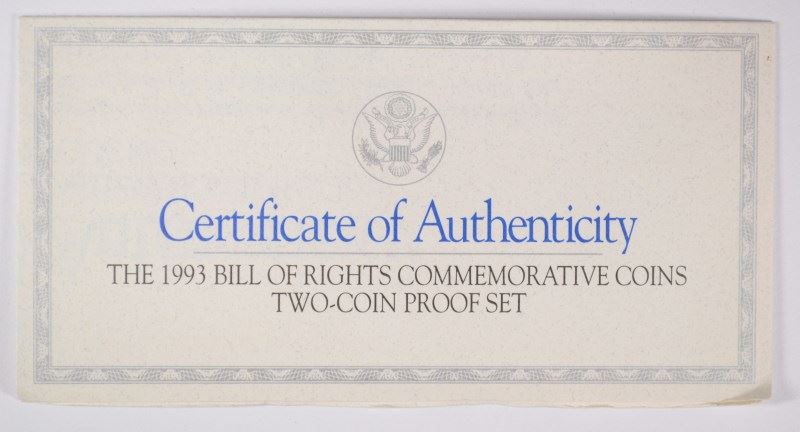 Certificate of Authenticity
THE 1993 BILL OF RIGHTS COMMEMORATIVE COINS
TWO-COIN PROOF SET